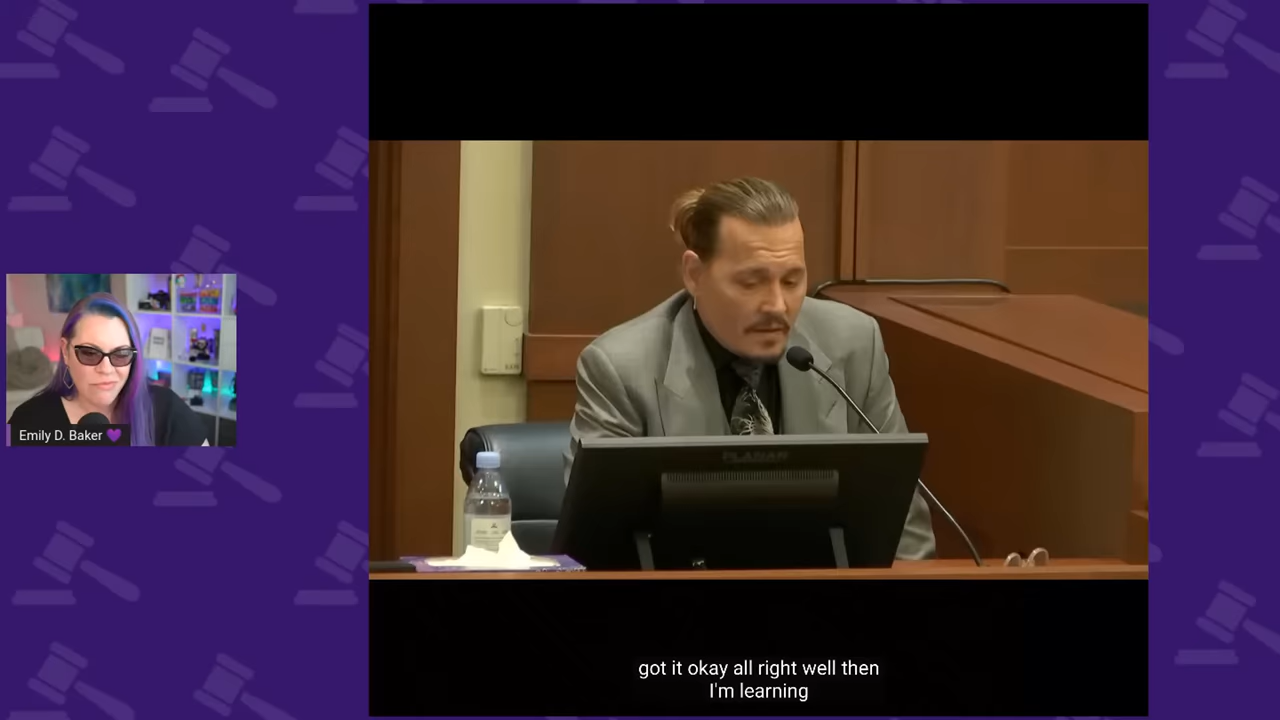 PLANAR
Emily D. Baker 💜
got it okay all right well then
I'm learning